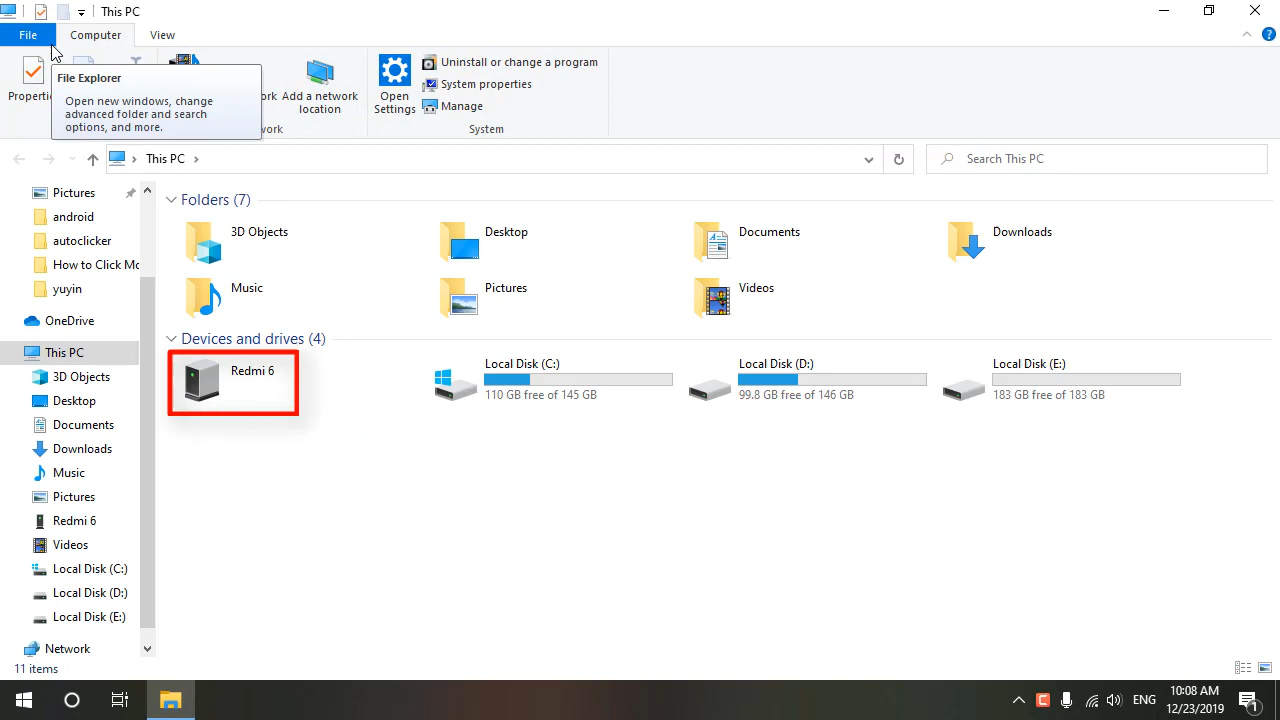 This PC
File
Computer
View
File Explorer
Open new windows, change
advanced folder and search
options, and more.
Add a network
location
Open
Settings
Uninstall or change a program
System properties
Manage
System
This PC
Search This PC
Pictures
android
autoclicker
How to Click Mo
yuyin
OneDrive
This PC
3D Objects
Desktop
Documents
Downloads
Music
Pictures
Redmi 6
Videos
Local Disk (C:)
Local Disk (D:)
Local Disk (E:)
Network
Folders (7)
3D Objects
Desktop
Documents
Downloads
Music
Pictures
Videos
Devices and drives (4)
Redmi 6
Local Disk (C:)
110 GB free of 145 GB
Local Disk (D:)
99.8 GB free of 146 GB
Local Disk (E:)
183 GB free of 183 GB
11 items
ENG
10:08 AM
12/23/2019
1